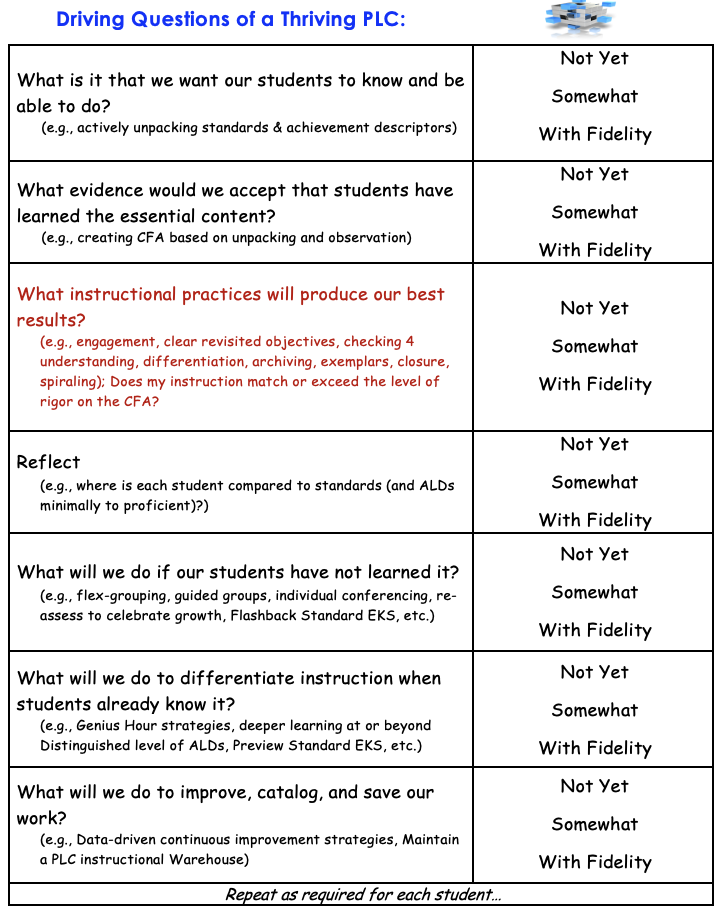 Driving Questions of a Thriving PLC:
What is it that we want our students to know and be
able to do?
(e.g., actively unpacking standards & achievement descriptors)
Not Yet
Somewhat
With Fidelity
What evidence would we accept that students have
learned the essential content?
(e.g., creating CFA based on unpacking and observation)
Not Yet
Somewhat
With Fidelity
What instructional practices will produce our best
results?
(e.g., engagement, clear revisited objectives, checking 4
understanding, differentiation, archiving, exemplars, closure,
spiraling); Does my instruction match or exceed the level of
rigor on the CFA?
Not Yet
Somewhat
With Fidelity
Reflect
(e.g., where is each student compared to standards (and ALDs
minimally to proficient)?)
Not Yet
Somewhat
With Fidelity
What will we do if our students have not learned it?
(e.g., flex-grouping, guided groups, individual conferencing, re-
assess to celebrate growth, Flashback Standard EKS, etc.)
Not Yet
Somewhat
With Fidelity
What will we do to differentiate instruction when
students already know it?
(e.g., Genius Hour strategies, deeper learning at or beyond
Distinguished level of ALDs, Preview Standard EKS, etc.)
Not Yet
Somewhat
With Fidelity
What will we do to improve, catalog, and save our
work?
(e.g., Data-driven continuous improvement strategies, Maintain
a PLC instructional Warehouse)
Not Yet
Somewhat
With Fidelity
Repeat as required for each student…